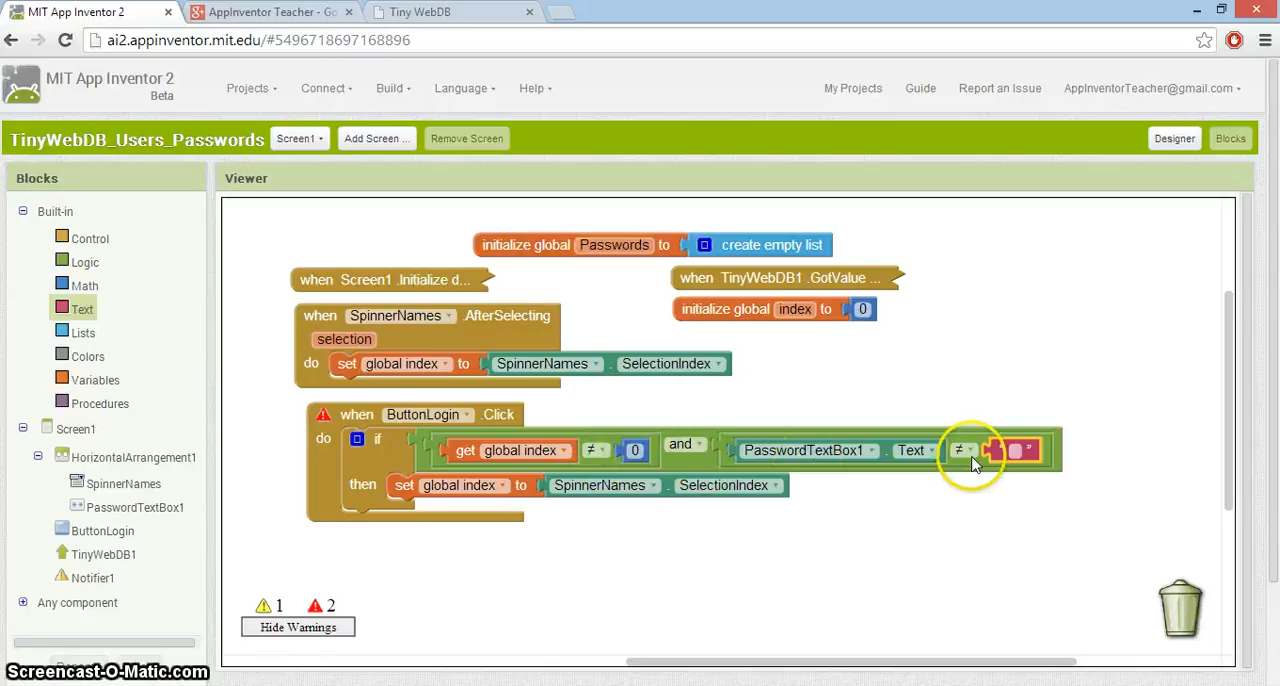 MIT App Inventor 2
AppInventor Teacher - Go
Tiny WebDB
ai2.appinventor.mit.edu/#5496718697168896
MIT App Inventor 2
Beta
Projects
Connect
Build
Language
Help
My Projects
Guide
Report an Issue
AppInventorTeacher@gmail.com
TinyWebDB_Users_Passwords
Screen1
Add Screen ...
Remove Screen
Designer
Blocks
Blocks
Viewer
Built-in
Control
Logic
Math
Text
Lists
Colors
Variables
Procedures
Screen1
HorizontalArrangement1
SpinnerNames
PasswordTextBox1
ButtonLogin
TinyWebDB1
Notifier1
Any component
initialize global Passwords to create empty list
when Screen1 .Initialize d...
when TinyWebDB1 .GotValue ...
initialize global index to 0
when SpinnerNames .AfterSelecting
selection
do set global index to SpinnerNames . SelectionIndex
when ButtonLogin .Click
do if get global index ≠ 0 and PasswordTextBox1 . Text ≠ “ ”
then set global index to SpinnerNames . SelectionIndex
1 2
Hide Warnings
Screencast-O-Matic.com